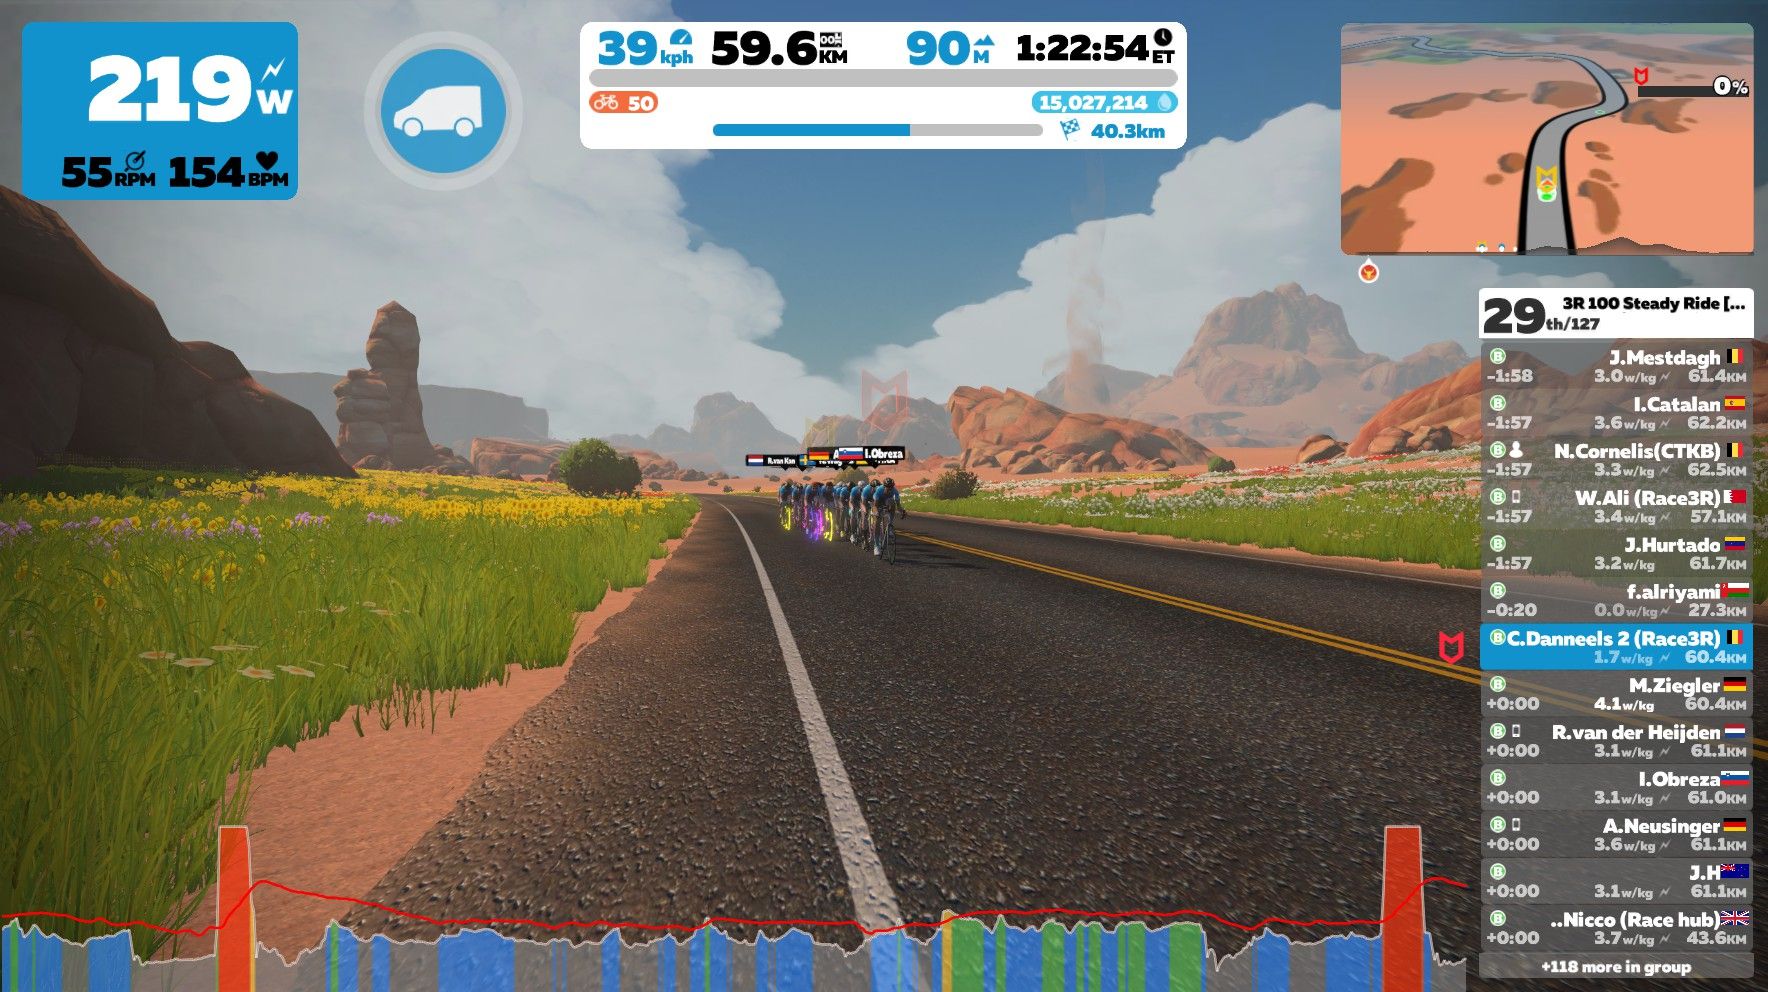 219 W
55 RPM 154 BPM
39 kph 59.6 KM 90 M 1:22:54 ET
50
15,027,214
40.3km
0%
29th/127
3R 100 Steady Ride [...
B J.Mestdagh
-1:58 3.0w/kg 61.4KM
B I.Catalan
-1:57 3.6w/kg 62.2KM
B N.Cornelis(CTKB)
-1:57 3.3w/kg 62.5KM
B W.Ali (Race3R)
-1:57 3.4w/kg 57.1KM
B J.Hurtado
-1:57 3.2w/kg 61.7KM
B f.alriyami
-0:20 0.0w/kg 27.3KM
B C.Danneels 2 (Race3R)
1.7w/kg 60.4KM
B M.Ziegler
+0:00 4.1w/kg 60.4KM
B R.van der Heijden
+0:00 3.1w/kg 61.1KM
B I.Obreza
+0:00 3.1w/kg 61.0KM
B A.Neusinger
+0:00 3.6w/kg 61.1KM
B J.H
+0:00 3.1w/kg 61.1KM
B ..Nicco (Race hub)
+0:00 3.7w/kg 43.6KM
+118 more in group
I.Obreza